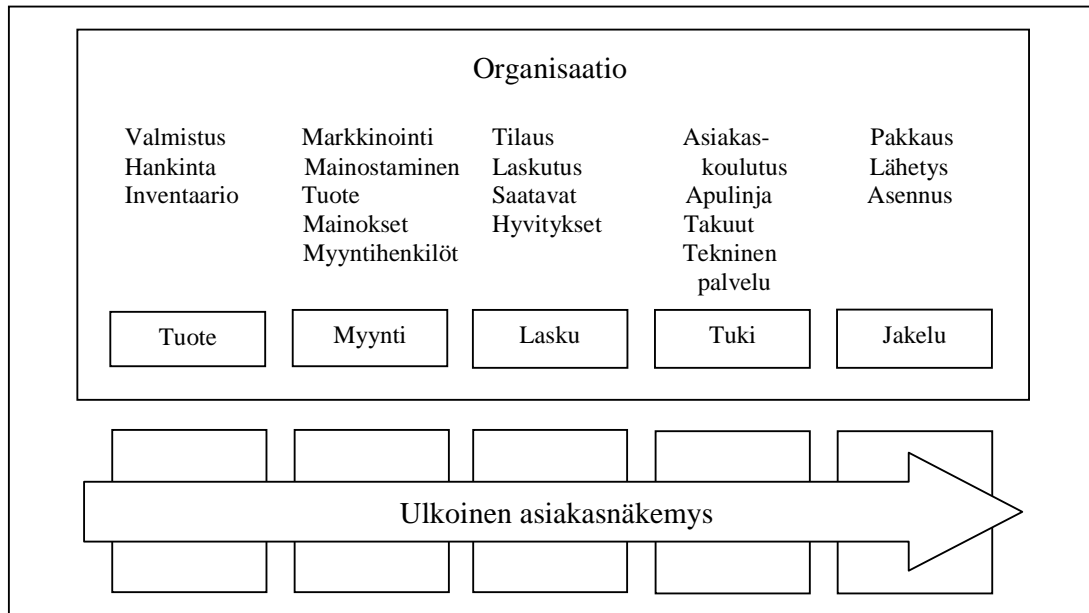 Organisaatio
Valmistus
Hankinta
Inventaario
Markkinointi
Mainostaminen
Tuote
Mainokset
Myyntihenkilöt
Tilaus
Laskutus
Saatavat
Hyvitykset
Asiakas-
koulutus
Apulinja
Takuut
Tekninen
palvelu
Pakkaus
Lähetys
Asennus
Tuote
Myynti
Lasku
Tuki
Jakelu
Ulkoinen asiakasnäkemys